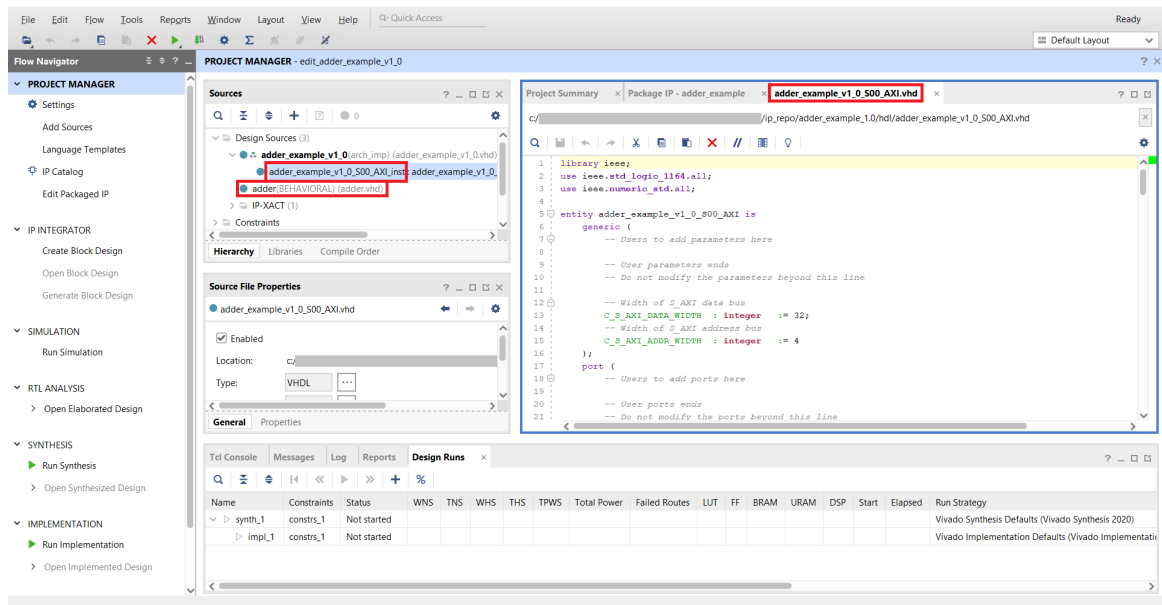 File Edit Flow Tools Reports Window Layout View Help Q- Quick Access Ready
Default Layout
Flow Navigator ? _ PROJECT MANAGER - edit_adder_example_v1_0 ? ×
PROJECT MANAGER
Settings
Add Sources
Language Templates
IP Catalog
Edit Packaged IP
IP INTEGRATOR
Create Block Design
Open Block Design
Generate Block Design
SIMULATION
Run Simulation
RTL ANALYSIS
Open Elaborated Design
SYNTHESIS
Run Synthesis
Open Synthesized Design
IMPLEMENTATION
Run Implementation
Open Implemented Design
Sources ? _ ×
0
Design Sources (3)
adder_example_v1_0(arch_imp) (adder_example_v1_0.vhd)
adder_example_v1_0_S00_AXI_inst : adder_example_v1_0_
adder(BEHAVIORAL) (adder.vhd)
IP-XACT (1)
Constraints
Hierarchy Libraries Compile Order
Source File Properties ? _ ×
adder_example_v1_0_S00_AXI.vhd
Enabled
Location: c:/
Type: VHDL ...
General Properties
Project Summary × Package IP - adder_example × adder_example_v1_0_S00_AXI.vhd × ?
c:/ /ip_repo/adder_example_1.0/hdl/adder_example_v1_0_S00_AXI.vhd ×
1 library ieee;
2 use ieee.std_logic_1164.all;
3 use ieee.numeric_std.all;
4
5 entity adder_example_v1_0_S00_AXI is
6 generic (
7 -- Users to add parameters here
8
9 -- User parameters ends
10 -- Do not modify the parameters beyond this line
11
12 -- Width of S_AXI data bus
13 C_S_AXI_DATA_WIDTH : integer := 32;
14 -- Width of S_AXI address bus
15 C_S_AXI_ADDR_WIDTH : integer := 4
16 );
17 port (
18 -- Users to add ports here
19
20 -- User ports ends
21 -- Do not modify the ports beyond this line
Tcl Console Messages Log Reports Design Runs × ? _
Name Constraints Status WNS TNS WHS THS TPWS Total Power Failed Routes LUT FF BRAM URAM DSP Start Elapsed Run Strategy
synth_1 constrs_1 Not started Vivado Synthesis Defaults (Vivado Synthesis 2020)
impl_1 constrs_1 Not started Vivado Implementation Defaults (Vivado Implementatio